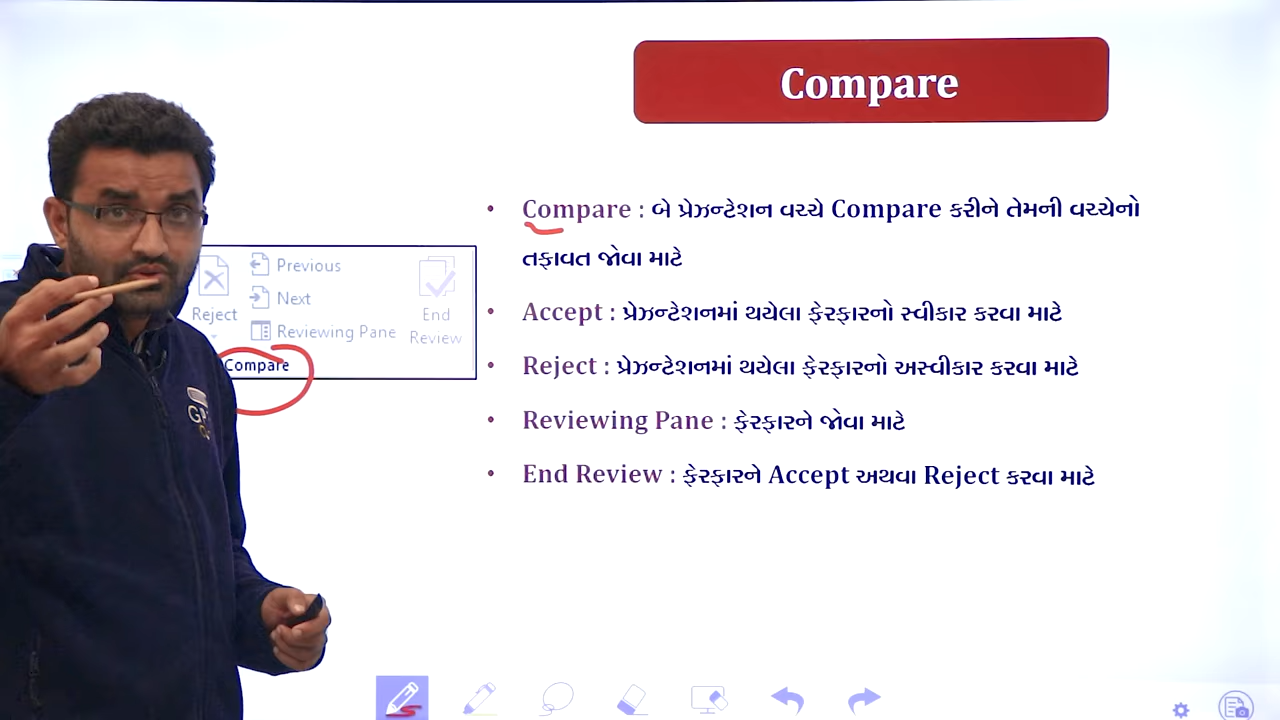 Compare
• Compare : બે પ્રેઝન્ટેશન વચ્ચે Compare કરીને તેમની વચ્ચેનો
તફાવત જોવા માટે
• Accept : પ્રેઝન્ટેશનમાં થયેલા ફેરફારનો સ્વીકાર કરવા માટે
• Reject : પ્રેઝન્ટેશનમાં થયેલા ફેરફારનો અસ્વીકાર કરવા માટે
• Reviewing Pane : ફેરફારને જોવા માટે
• End Review : ફેરફારને Accept અથવા Reject કરવા માટે
Reject
Previous
Next
Reviewing Pane
End
Review
Compare